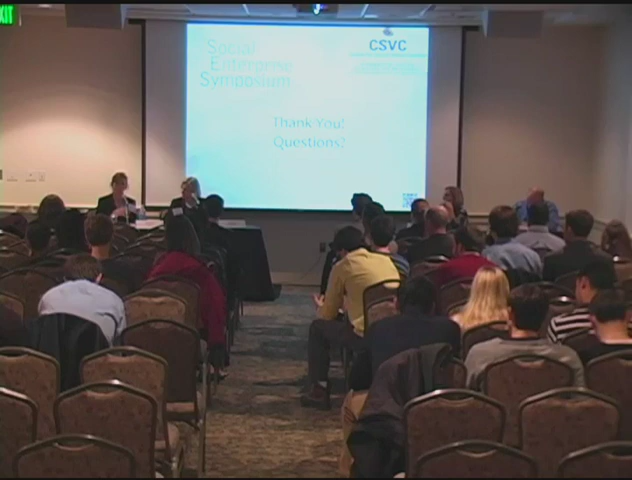 EXIT
Social
Enterprise
Symposium
CSVC
Thank You!
Questions?